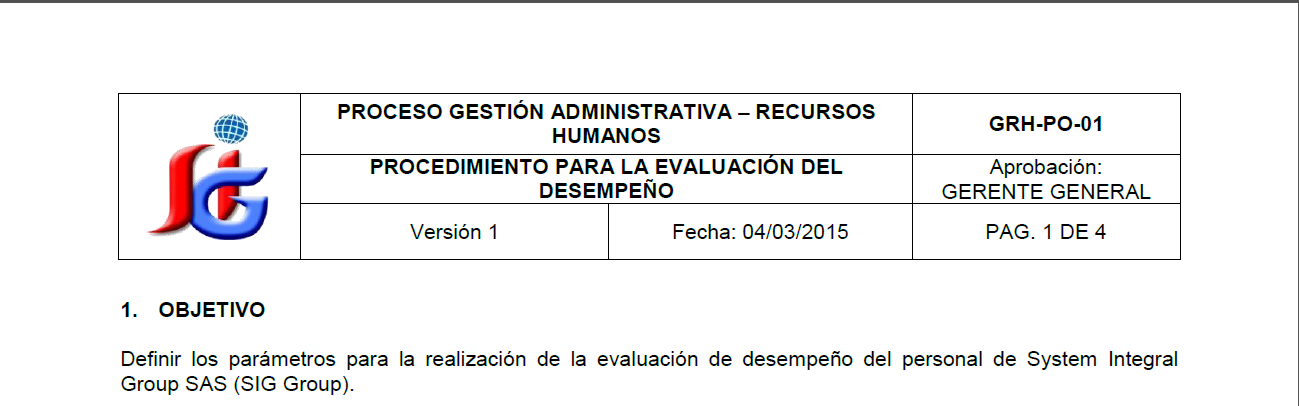 SIG
PROCESO GESTIÓN ADMINISTRATIVA – RECURSOS
HUMANOS
GRH-PO-01
PROCEDIMIENTO PARA LA EVALUACIÓN DEL
DESEMPEÑO
Aprobación:
GERENTE GENERAL
Versión 1
Fecha: 04/03/2015
PAG. 1 DE 4
1. OBJETIVO
Definir los parámetros para la realización de la evaluación de desempeño del personal de System Integral
Group SAS (SIG Group).